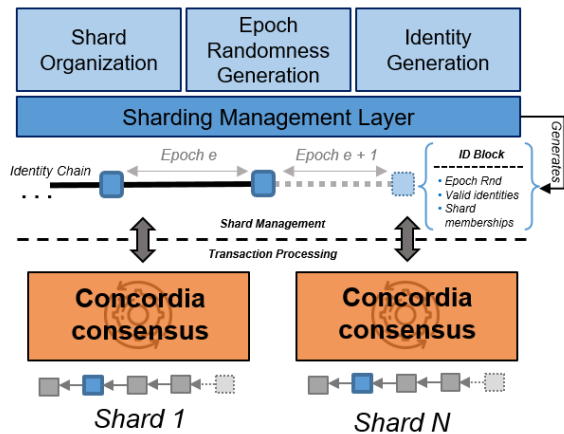 Shard
Organization
Epoch
Randomness
Generation
Identity
Generation
Sharding Management Layer
Generates
Identity Chain
. . .
Epoch e
Epoch e + 1
ID Block
• Epoch Rnd
• Valid identities
• Shard
memberships
Shard Management
Transaction Processing
Concordia
consensus
Concordia
consensus
Shard 1
Shard N